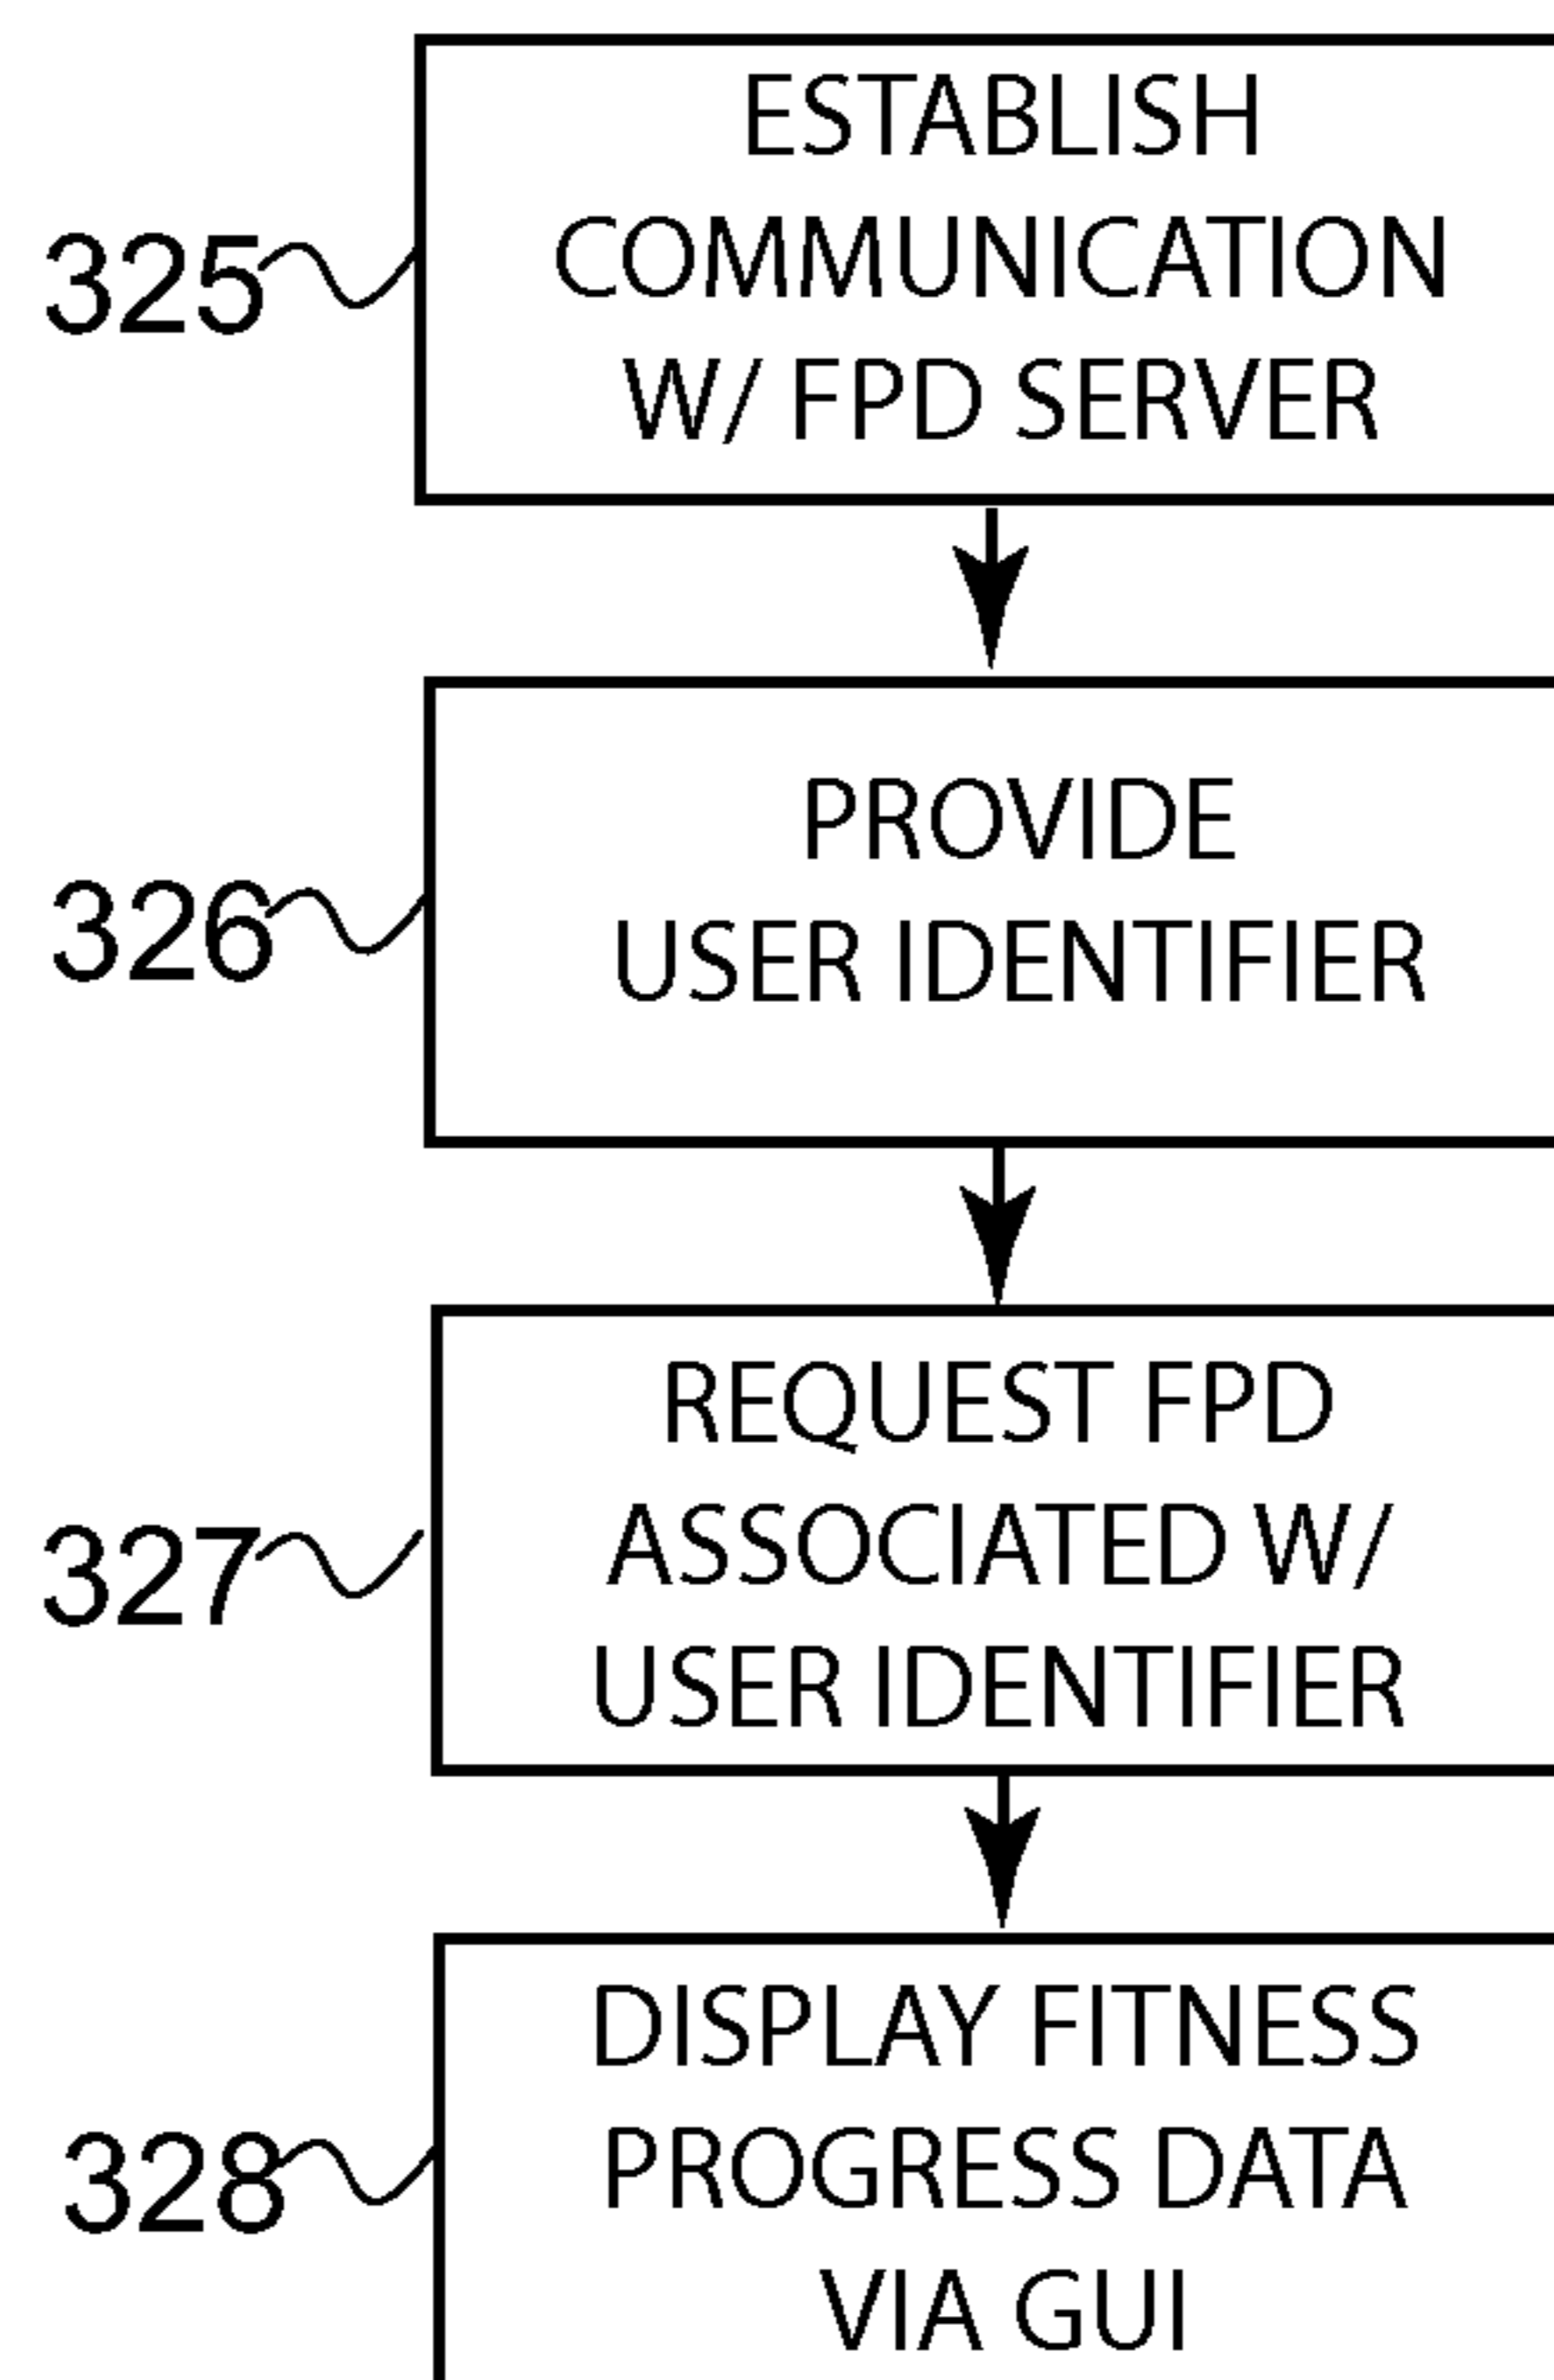 ESTABLISH
COMMUNICATION
W/ FPD SERVER
325
PROVIDE
USER IDENTIFIER
326
REQUEST FPD
ASSOCIATED W/
USER IDENTIFIER
327
DISPLAY FITNESS
PROGRESS DATA
VIA GUI
328